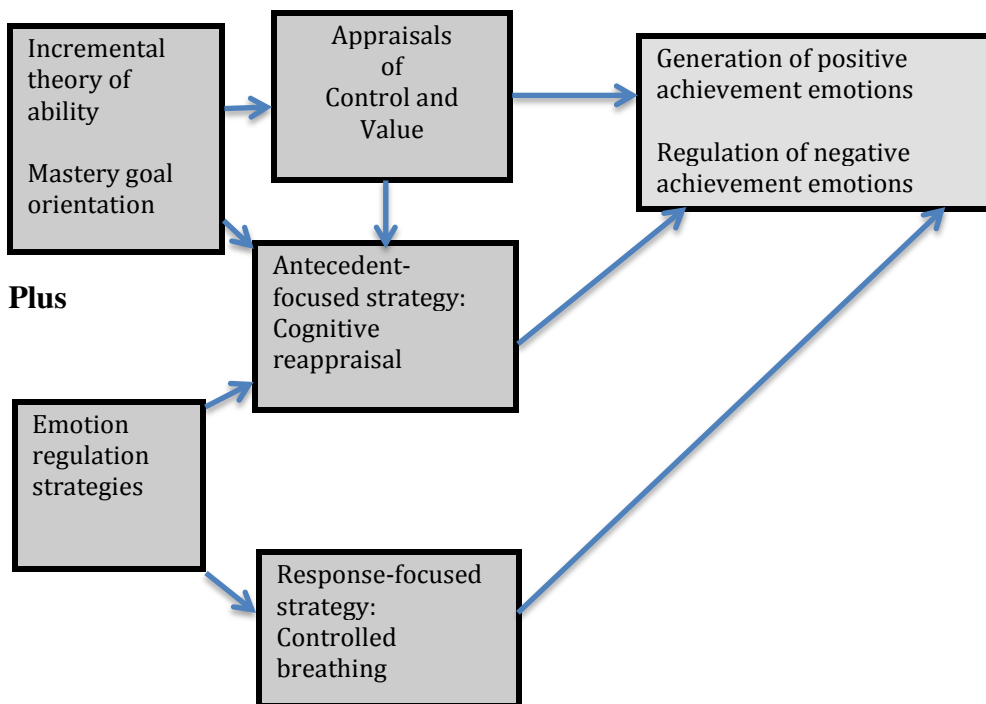 Incremental
theory of
ability
Mastery goal
orientation
Appraisals
of
Control and
Value
Generation of positive
achievement emotions
Regulation of negative
achievement emotions
Antecedent-
focused strategy:
Cognitive
reappraisal
Plus
Emotion
regulation
strategies
Response-focused
strategy:
Controlled
breathing